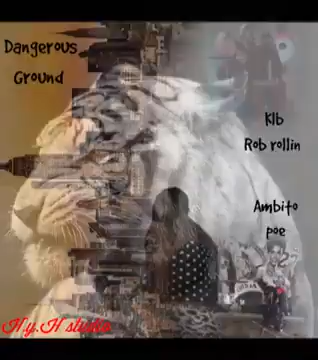 Dangerous
Ground
Klb
Rob rollin
Ambito
poe
N.y.H studio